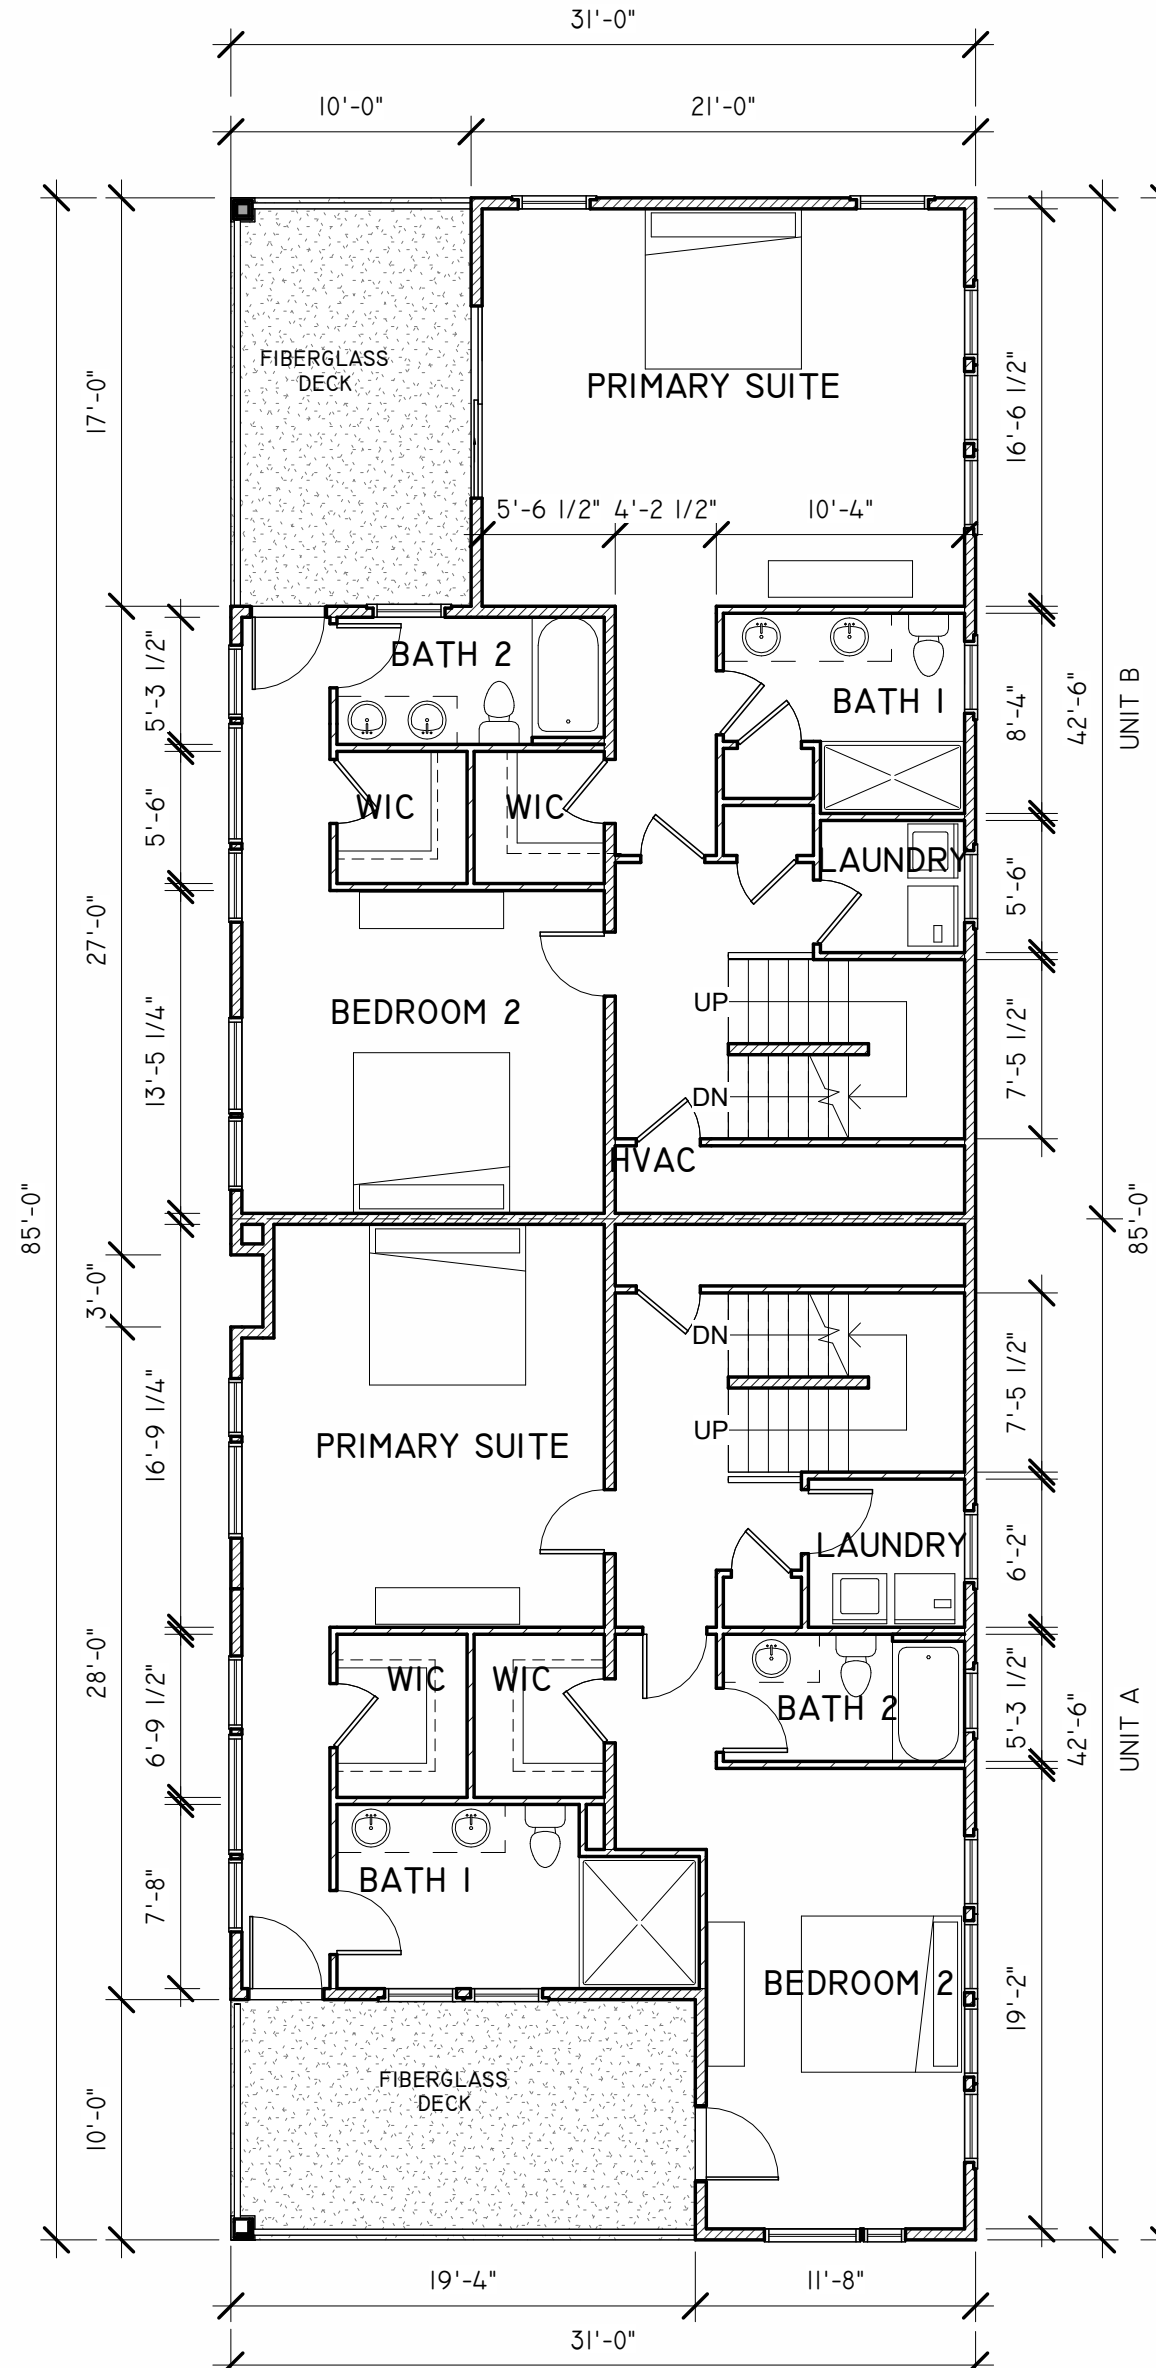 31'-0"
10'-0"
21'-0"
FIBERGLASS
DECK
PRIMARY SUITE
17'-0"
16'-6 1/2"
5'-6 1/2"
4'-2 1/2"
10'-4"
BATH 2
BATH 1
5'-3 1/2"
8'-4"
42'-6"
UNIT B
WIC
WIC
5'-6"
LAUNDRY
5'-6"
27'-0"
BEDROOM 2
UP
13'-5 1/4"
DN
7'-5 1/2"
HVAC
85'-0"
85'-0"
3'-0"
DN
7'-5 1/2"
16'-9 1/4"
PRIMARY SUITE
UP
LAUNDRY
6'-2"
28'-0"
WIC
WIC
6'-9 1/2"
BATH 2
5'-3 1/2"
42'-6"
UNIT A
BATH 1
7'-8"
BEDROOM 2
19'-2"
FIBERGLASS
DECK
10'-0"
19'-4"
11'-8"
31'-0"